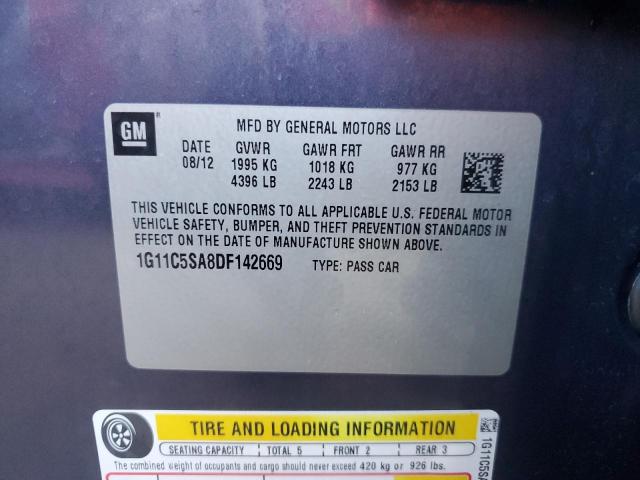 GM
MFD BY GENERAL MOTORS LLC
DATE GVWR GAWR FRT GAWR RR
08/12 1995 KG 1018 KG 977 KG
4396 LB 2243 LB 2153 LB
THIS VEHICLE CONFORMS TO ALL APPLICABLE U.S. FEDERAL MOTOR
VEHICLE SAFETY, BUMPER, AND THEFT PREVENTION STANDARDS IN
EFFECT ON THE DATE OF MANUFACTURE SHOWN ABOVE.
1G11C5SA8DF142669 TYPE: PASS CAR
TIRE AND LOADING INFORMATION
SEATING CAPACITY TOTAL 5 FRONT 2 REAR 3
The combined weight of occupants and cargo should never exceed 420 kg or 926 lbs.
1G11C5SA